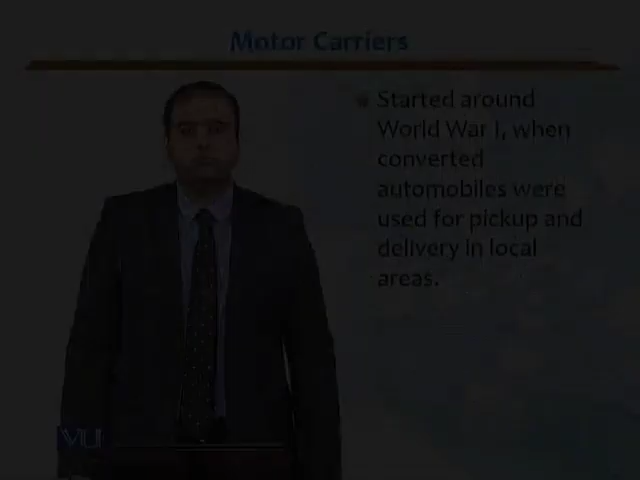 Motor Carriers
Started around
World War I, when
converted
automobiles were
used for pickup and
delivery in local
areas.
VU